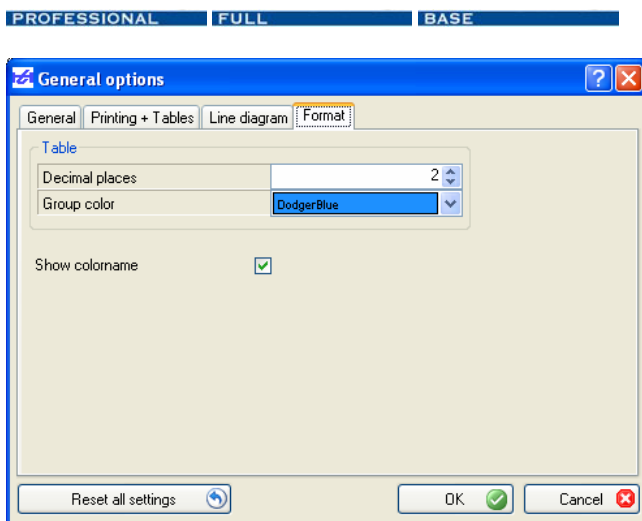 PROFESSIONAL FULL BASE
General options
General Printing + Tables Line diagram Format
Table
Decimal places 2
Group color DodgerBlue
Show colorname
Reset all settings OK Cancel